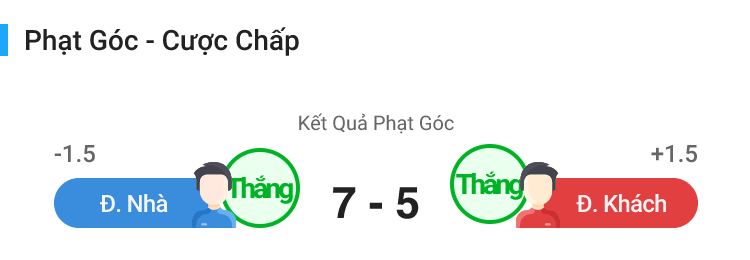 Phạt Góc - Cược Chấp
Kết Quả Phạt Góc
-1.5
+1.5
Đ. Nhà
Thắng
7 - 5
Thắng
Đ. Khách